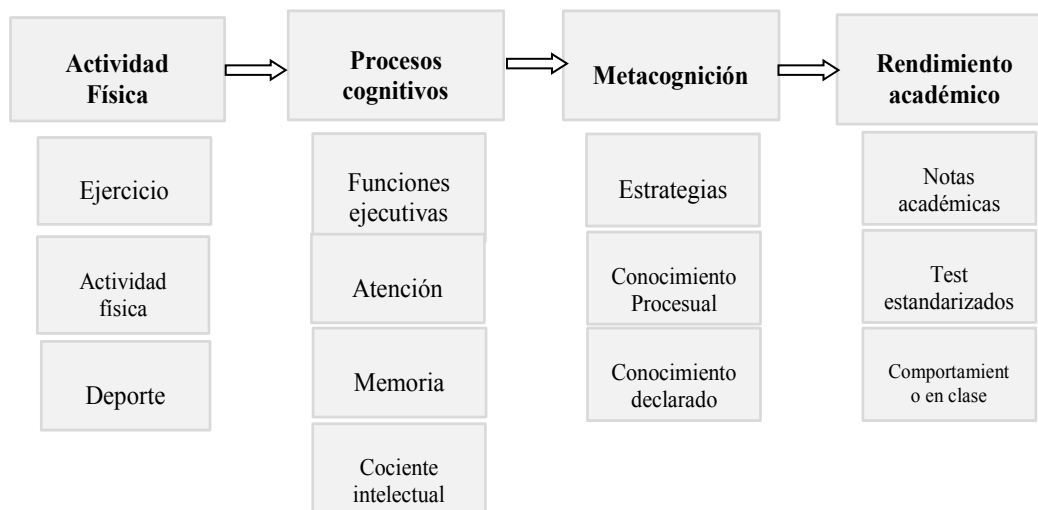 Actividad
Física
Procesos
cognitivos
Metacognición
Rendimiento
académico
Ejercicio
Actividad
física
Deporte
Funciones
ejecutivas
Atención
Memoria
Cociente
intelectual
Estrategias
Conocimiento
Procesual
Conocimiento
declarado
Notas
académicas
Test
estandarizados
Comportamient
o en clase